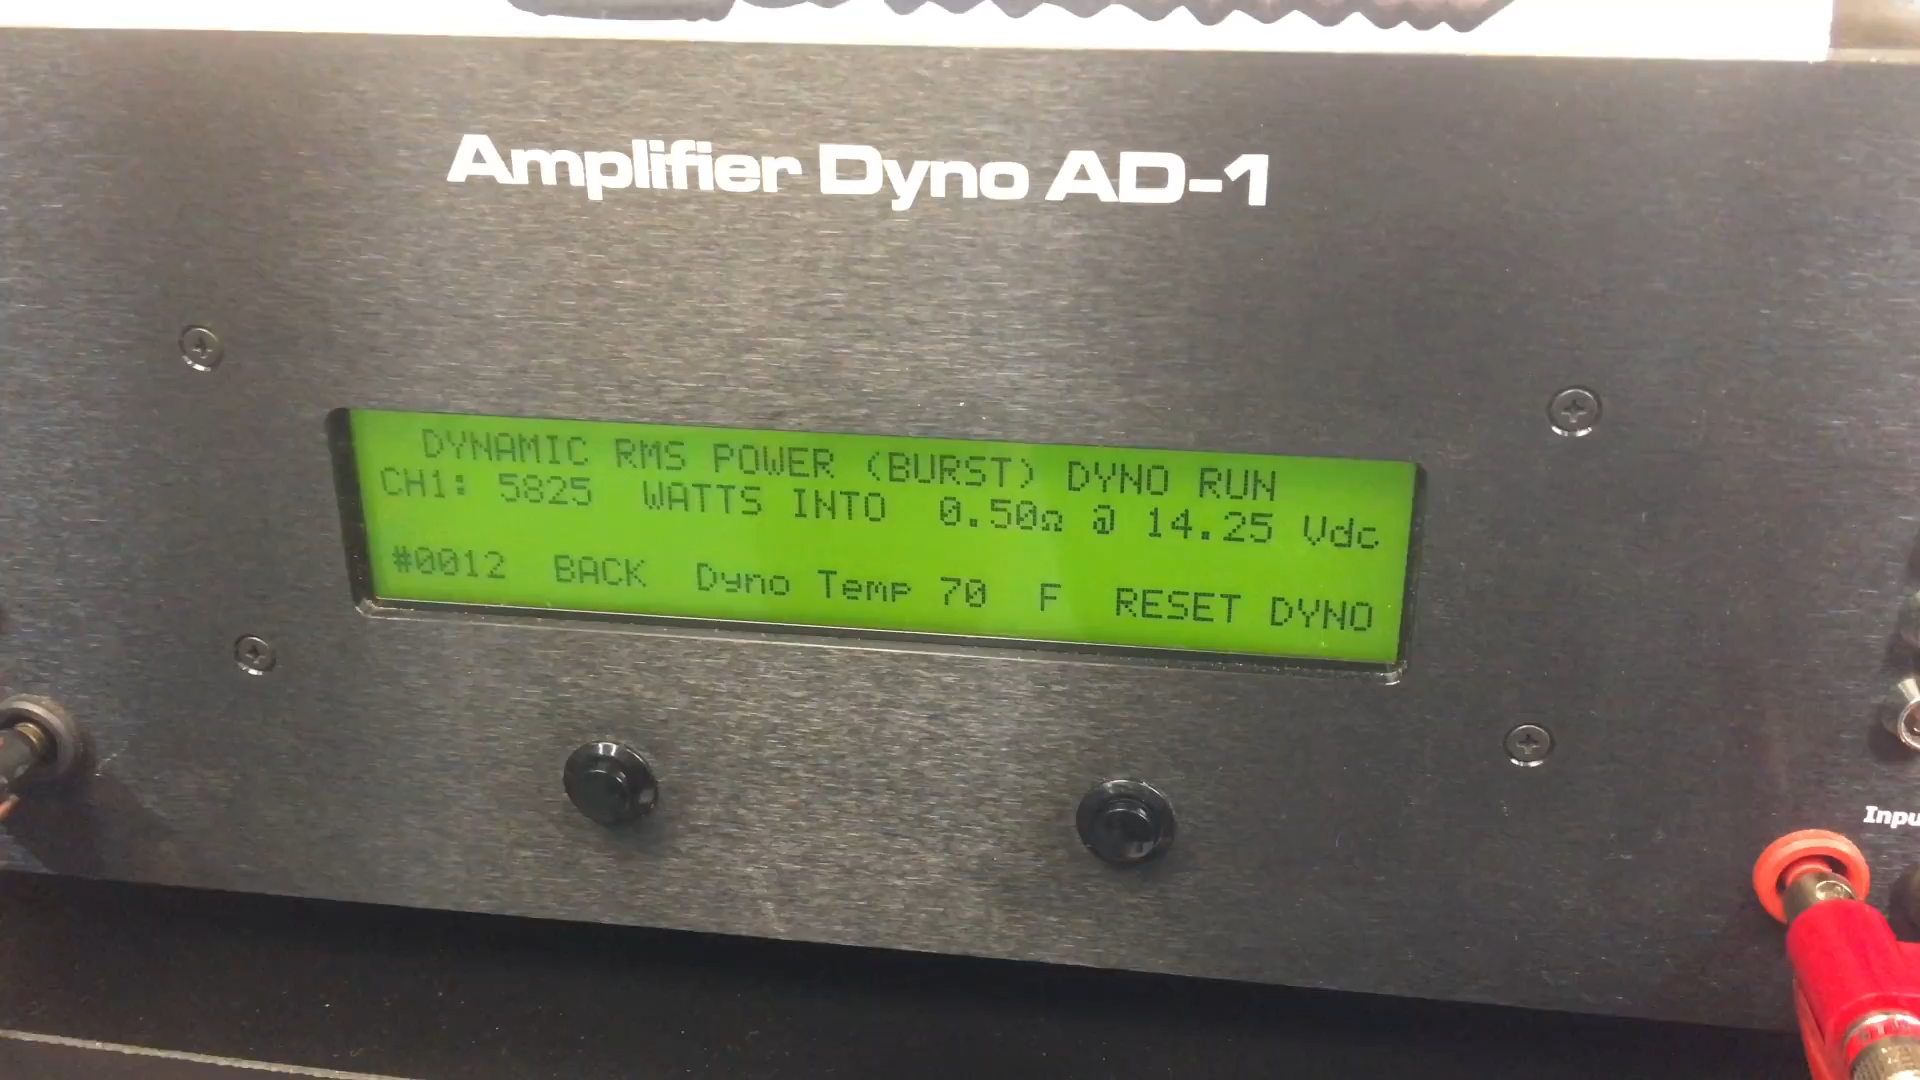 Amplifier Dyno AD-1
DYNAMIC RMS POWER (BURST) DYNO RUN
CH1: 5825 WATTS INTO 0.50Ω @ 14.25 Vdc
#0012 BACK Dyno Temp 70 F RESET DYNO